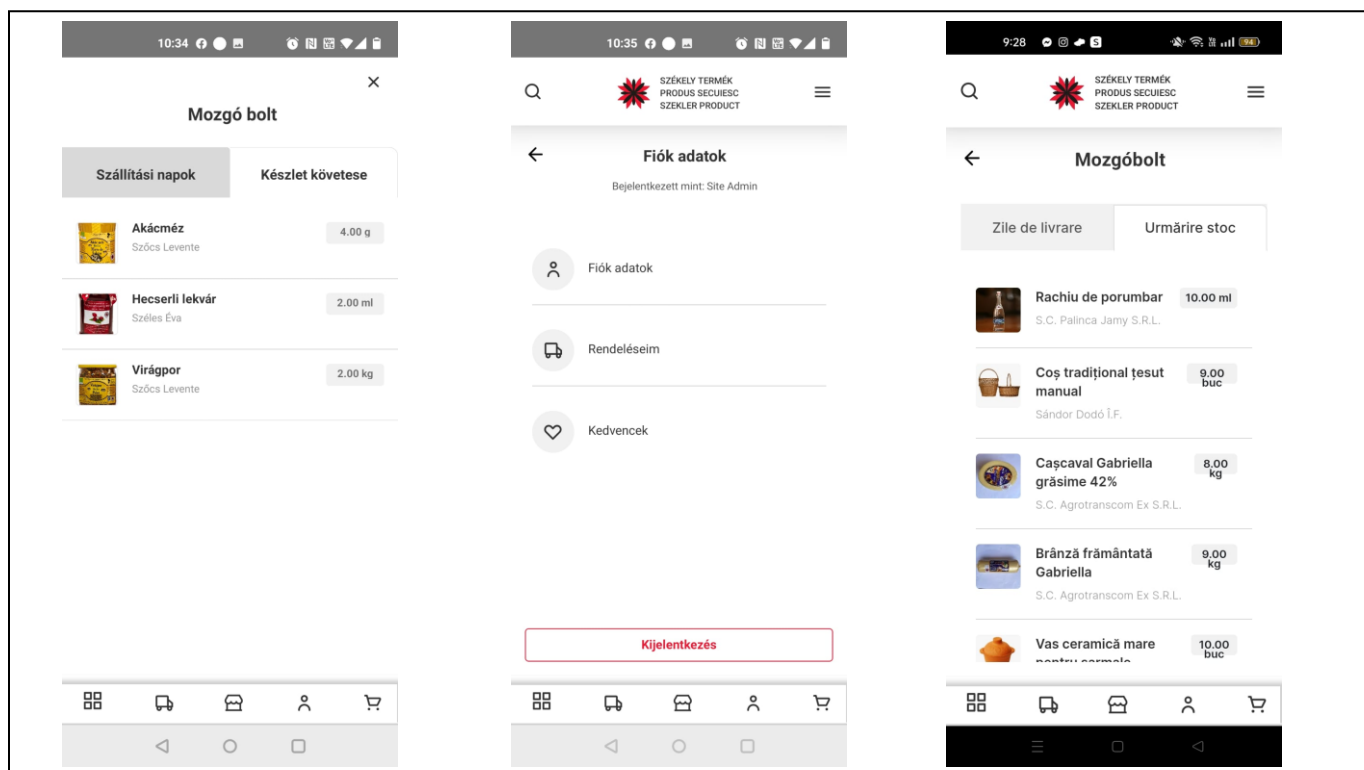 10:34
Mozgó bolt
Szállítási napok
Készlet követese
Akácméz
4.00 g
Szőcs Levente
Hecserli lekvár
2.00 ml
Széles Éva
Virágpor
2.00 kg
Szőcs Levente
10:35
SZÉKELY TERMÉK
PRODUS SECUIESC
SZEKLER PRODUCT
Fiók adatok
Bejelentkezett mint: Site Admin
Fiók adatok
Rendeléseim
Kedvencek
Kijelentkezés
9:28
94
SZÉKELY TERMÉK
PRODUS SECUIESC
SZEKLER PRODUCT
Mozgóbolt
Zile de livrare
Urmărire stoc
Rachiu de porumbar
10.00 ml
S.C. Palinca Jamy S.R.L.
Coș tradițional țesut
manual
9.00
buc
Sándor Dodó Î.F.
Cașcaval Gabriella
grăsime 42%
8.00
kg
S.C. Agrotranscom Ex S.R.L.
Brânză frământată
Gabriella
9.00
kg
S.C. Agrotranscom Ex S.R.L.
Vas ceramică mare
pentru sarmale
10.00
buc